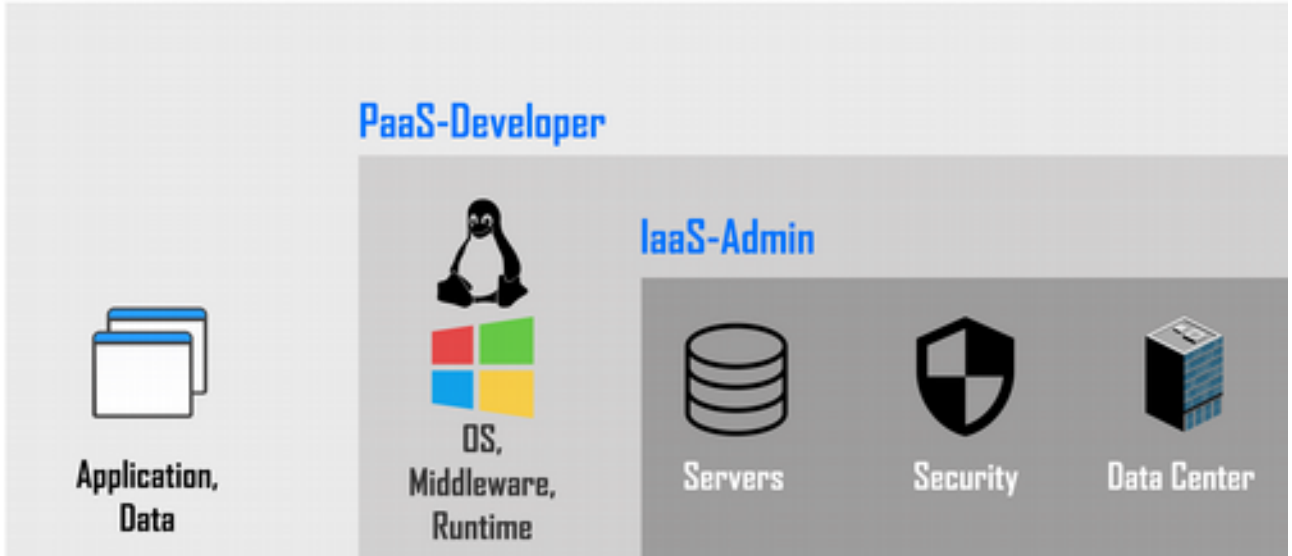 PaaS-Developer
IaaS-Admin
Application,
Data
OS,
Middleware,
Runtime
Servers
Security
Data Center